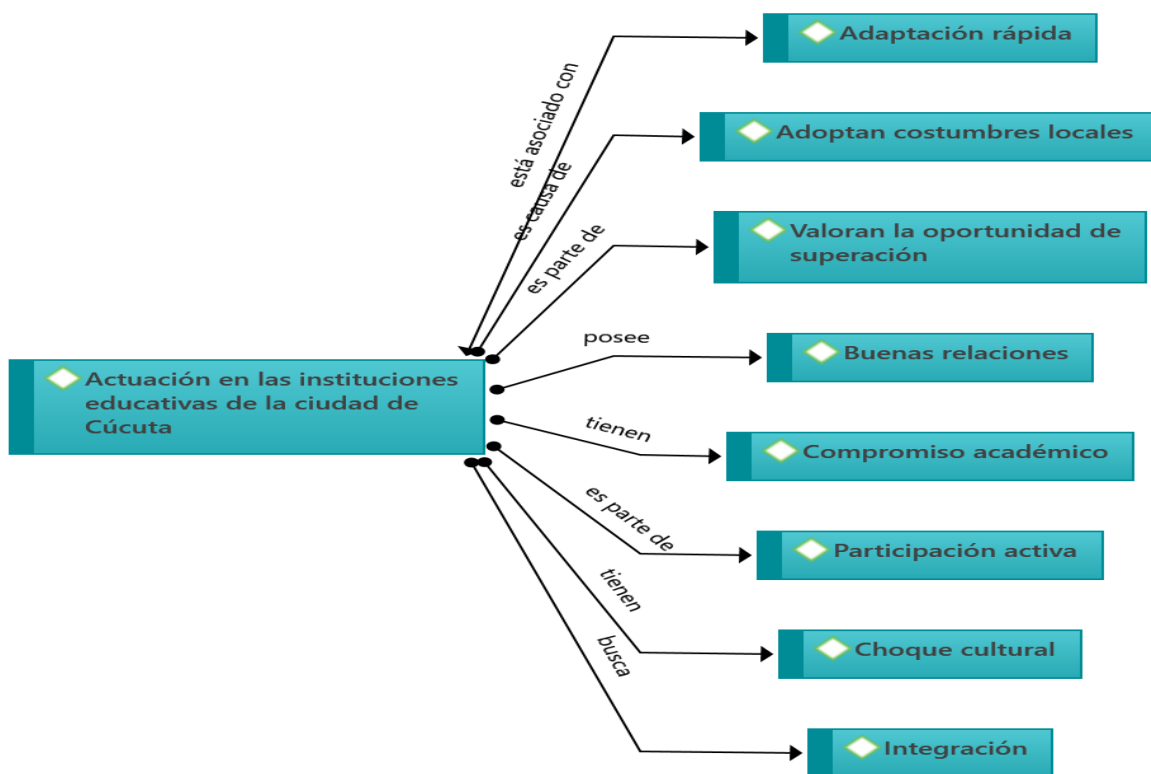 Adaptación rápida
está asociado con
Adoptan costumbres locales
es causa de
Valoran la oportunidad de
superación
es parte de
posee
Buenas relaciones
Actuación en las instituciones
educativas de la ciudad de
Cúcuta
tienen
Compromiso académico
es parte de
Participación activa
tienen
Choque cultural
busca
Integración